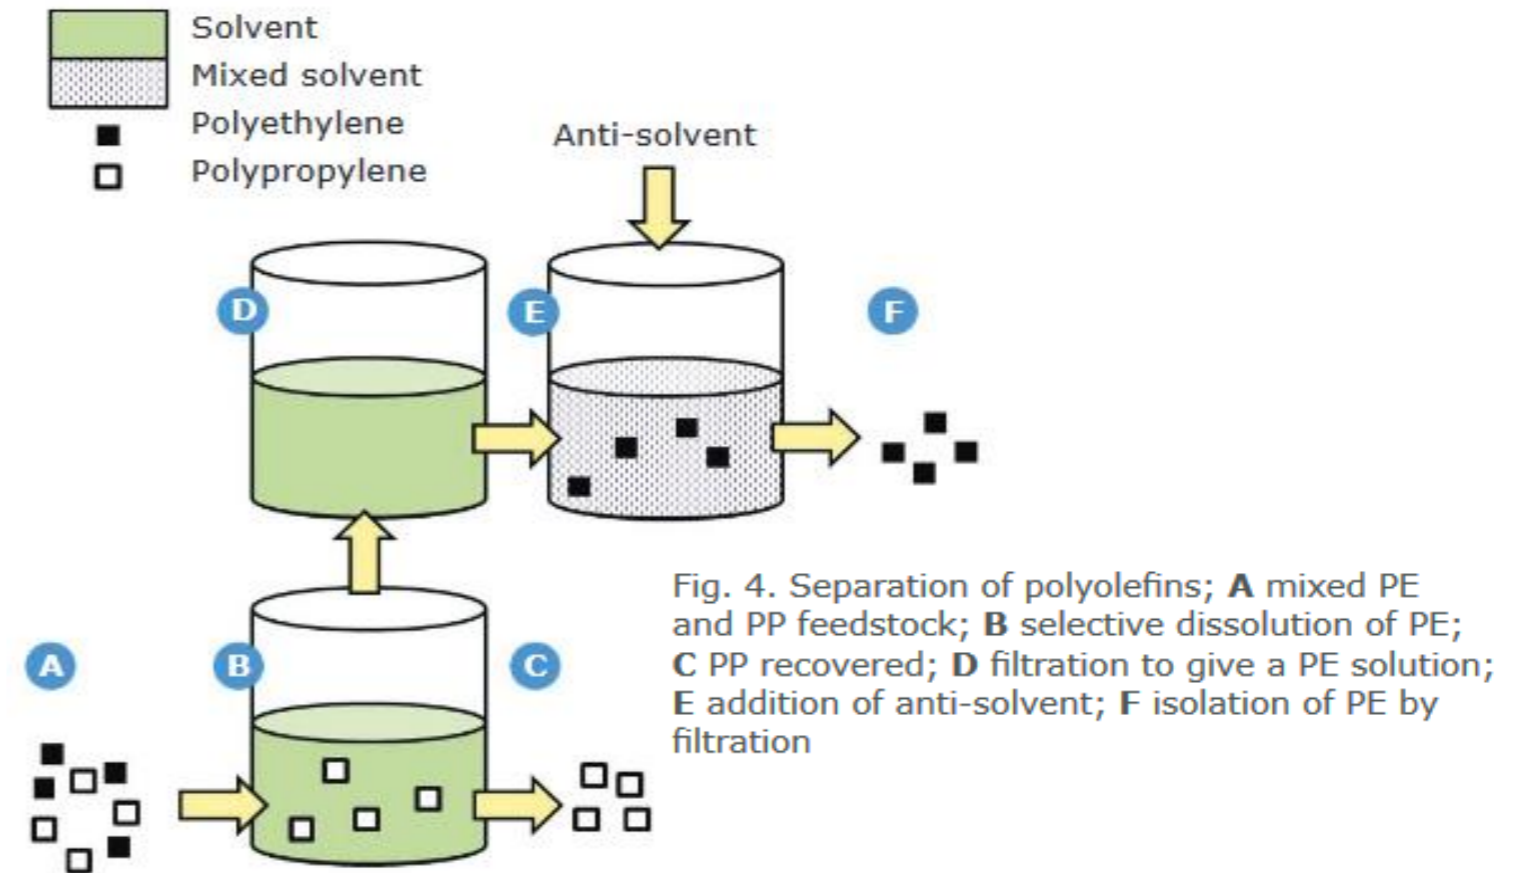 Solvent
Mixed solvent
Polyethylene
Polypropylene
Anti-solvent
D
E
F
A
B
C
Fig. 4. Separation of polyolefins; A mixed PE
and PP feedstock; B selective dissolution of PE;
C PP recovered; D filtration to give a PE solution;
E addition of anti-solvent; F isolation of PE by
filtration